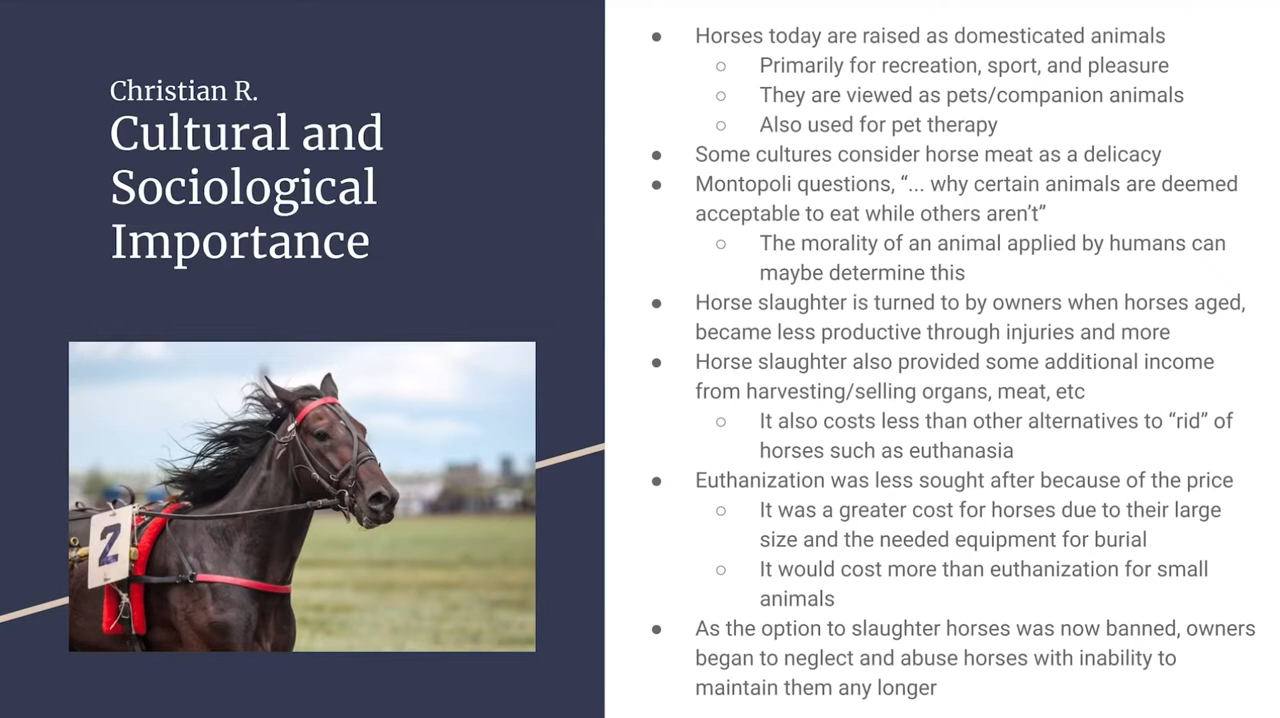 Christian R.
Cultural and
Sociological
Importance
2
● Horses today are raised as domesticated animals
○ Primarily for recreation, sport, and pleasure
○ They are viewed as pets/companion animals
○ Also used for pet therapy
● Some cultures consider horse meat as a delicacy
● Montopoli questions, “... why certain animals are deemed
acceptable to eat while others aren’t”
○ The morality of an animal applied by humans can
maybe determine this
● Horse slaughter is turned to by owners when horses aged,
became less productive through injuries and more
● Horse slaughter also provided some additional income
from harvesting/selling organs, meat, etc
○ It also costs less than other alternatives to “rid” of
horses such as euthanasia
● Euthanization was less sought after because of the price
○ It was a greater cost for horses due to their large
size and the needed equipment for burial
○ It would cost more than euthanization for small
animals
● As the option to slaughter horses was now banned, owners
began to neglect and abuse horses with inability to
maintain them any longer